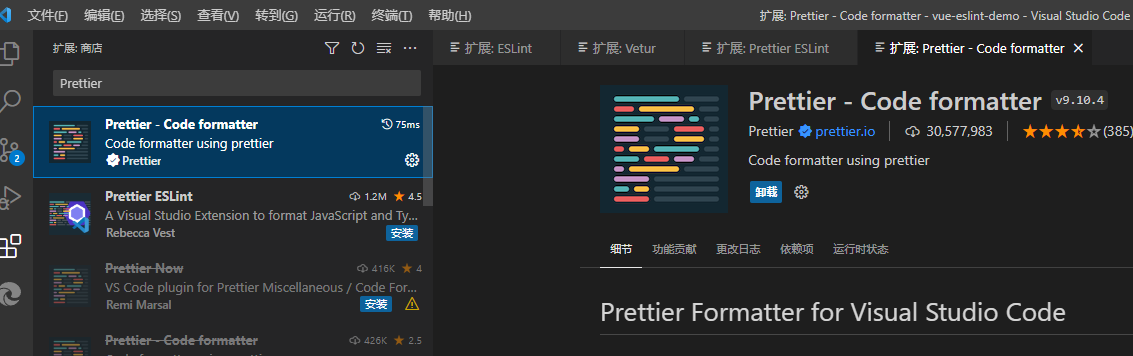 文件(F) 编辑(E) 选择(S) 查看(V) 转到(G) 运行(R) 终端(T) 帮助(H) 扩展: Prettier - Code formatter - vue-eslint-demo - Visual Studio Code
扩展: 商店
扩展: ESLint 扩展: Vetur 扩展: Prettier ESLint 扩展: Prettier - Code formatter
Prettier
Prettier - Code formatter 75ms
Code formatter using prettier
Prettier
2
Prettier ESLint 1.2M 4.5
A Visual Studio Extension to format JavaScript and Ty...
Rebecca Vest 安装
Prettier Now 416K 4
VS Code plugin for Prettier Miscellaneous / Code For...
Remi Marsal 安装
Prettier - Code formatter 426K 2.5
Prettier - Code formatter v9.10.4
Prettier prettier.io 30,577,983 (385)
Code formatter using prettier
卸载
细节 功能贡献 更改日志 依赖项 运行时状态
Prettier Formatter for Visual Studio Code